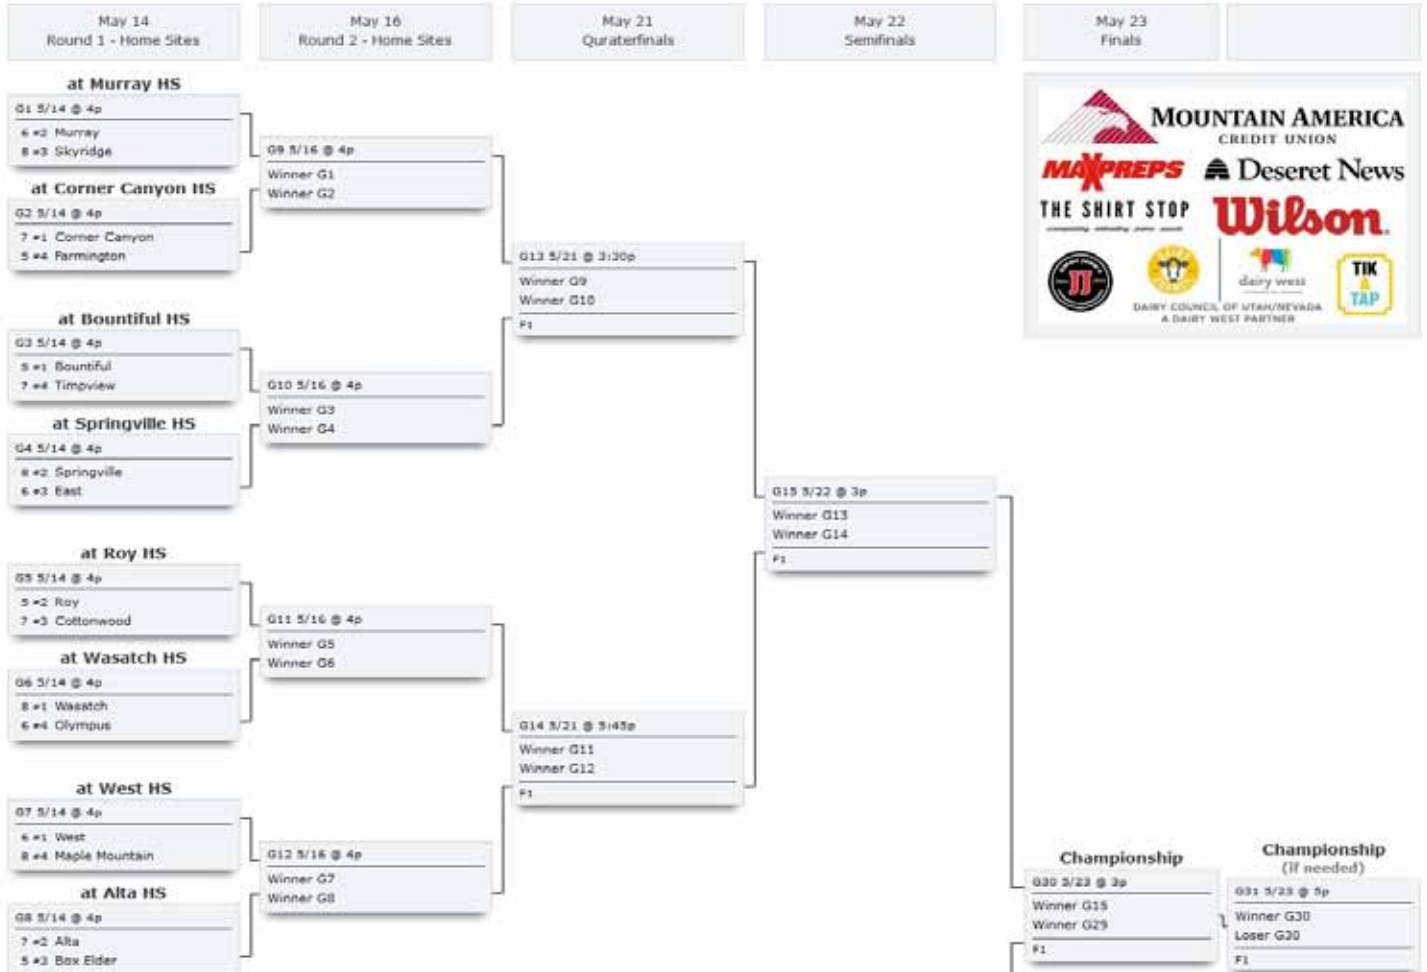 May 14
Round 1 - Home Sites
May 16
Round 2 - Home Sites
May 21
Quraterfinals
May 22
Semifinals
May 23
Finals
at Murray HS
G1 5/14 @ 4p
6 #2 Murray
8 #3 Skyridge
at Corner Canyon HS
G2 5/14 @ 4p
7 #1 Corner Canyon
5 #4 Farmington
at Bountiful HS
G3 5/14 @ 4p
5 #1 Bountiful
7 #4 Timpview
at Springville HS
G4 5/14 @ 4p
8 #2 Springville
6 #3 East
at Roy HS
G5 5/14 @ 4p
5 #2 Roy
7 #3 Cottonwood
at Wasatch HS
G6 5/14 @ 4p
8 #1 Wasatch
6 #4 Olympus
at West HS
G7 5/14 @ 4p
6 #1 West
8 #4 Maple Mountain
at Alta HS
G8 5/14 @ 4p
7 #2 Alta
5 #3 Box Elder
G9 5/16 @ 4p
Winner G1
Winner G2
G10 5/16 @ 4p
Winner G3
Winner G4
G11 5/16 @ 4p
Winner G5
Winner G6
G12 5/16 @ 4p
Winner G7
Winner G8
G13 5/21 @ 3:30p
Winner G9
Winner G10
F1
G14 5/21 @ 5:45p
Winner G11
Winner G12
F1
G15 5/22 @ 3p
Winner G13
Winner G14
F1
MOUNTAIN AMERICA
CREDIT UNION
MAXPREPS
Deseret News
THE SHIRT STOP
Wilson.
JJ
dairy west
TIK
&
TAP
DAIRY COUNCIL OF UTAH/NEVADA
A DAIRY WEST PARTNER
Championship
G30 5/23 @ 3p
Winner G15
Winner G29
F1
Championship
(if needed)
G31 5/23 @ 5p
Winner G30
Loser G30
F1